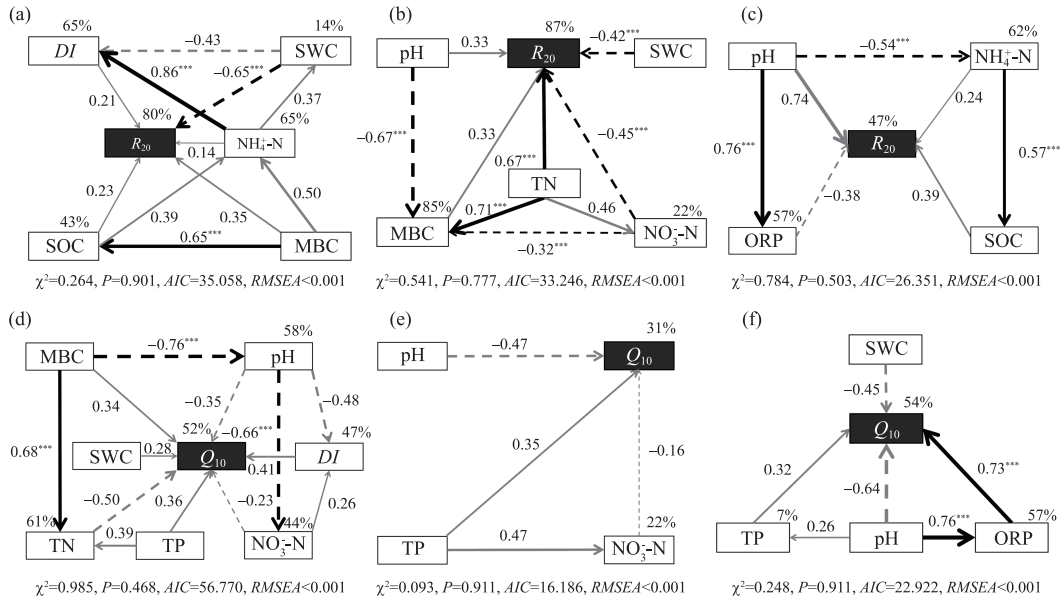 (a)
65%
14%
DI
−0.43
SWC
0.86***
−0.65***
0.21
0.37
80%
65%
R₂₀
0.14
NH₄⁺-N
0.23
0.39
0.35
0.50
43%
SOC
0.65***
MBC
χ²=0.264, P=0.901, AIC=35.058, RMSEA<0.001
(b)
87%
pH
0.33
R₂₀
−0.42***
SWC
−0.67***
0.33
−0.45***
0.67***
TN
85%
0.71***
0.46
22%
MBC
−0.32***
NO₃⁻-N
χ²=0.541, P=0.777, AIC=33.246, RMSEA<0.001
(c)
62%
pH
−0.54***
NH₄⁺-N
0.74
0.24
47%
R₂₀
0.76***
0.57***
−0.38
0.39
57%
ORP
SOC
χ²=0.784, P=0.503, AIC=26.351, RMSEA<0.001
(d)
58%
MBC
−0.76***
pH
0.34
−0.35
−0.48
0.68***
52%
−0.66***
47%
SWC
0.28
Q₁₀
0.41
DI
−0.50
0.36
−0.23
0.26
61%
0.39
44%
TN
TP
NO₃⁻-N
χ²=0.985, P=0.468, AIC=56.770, RMSEA<0.001
(e)
31%
pH
−0.47
Q₁₀
0.35
−0.16
22%
TP
0.47
NO₃⁻-N
χ²=0.093, P=0.911, AIC=16.186, RMSEA<0.001
(f)
SWC
−0.45
54%
Q₁₀
0.32
0.73***
−0.64
7%
0.26
0.76***
57%
TP
pH
ORP
χ²=0.248, P=0.911, AIC=22.922, RMSEA<0.001